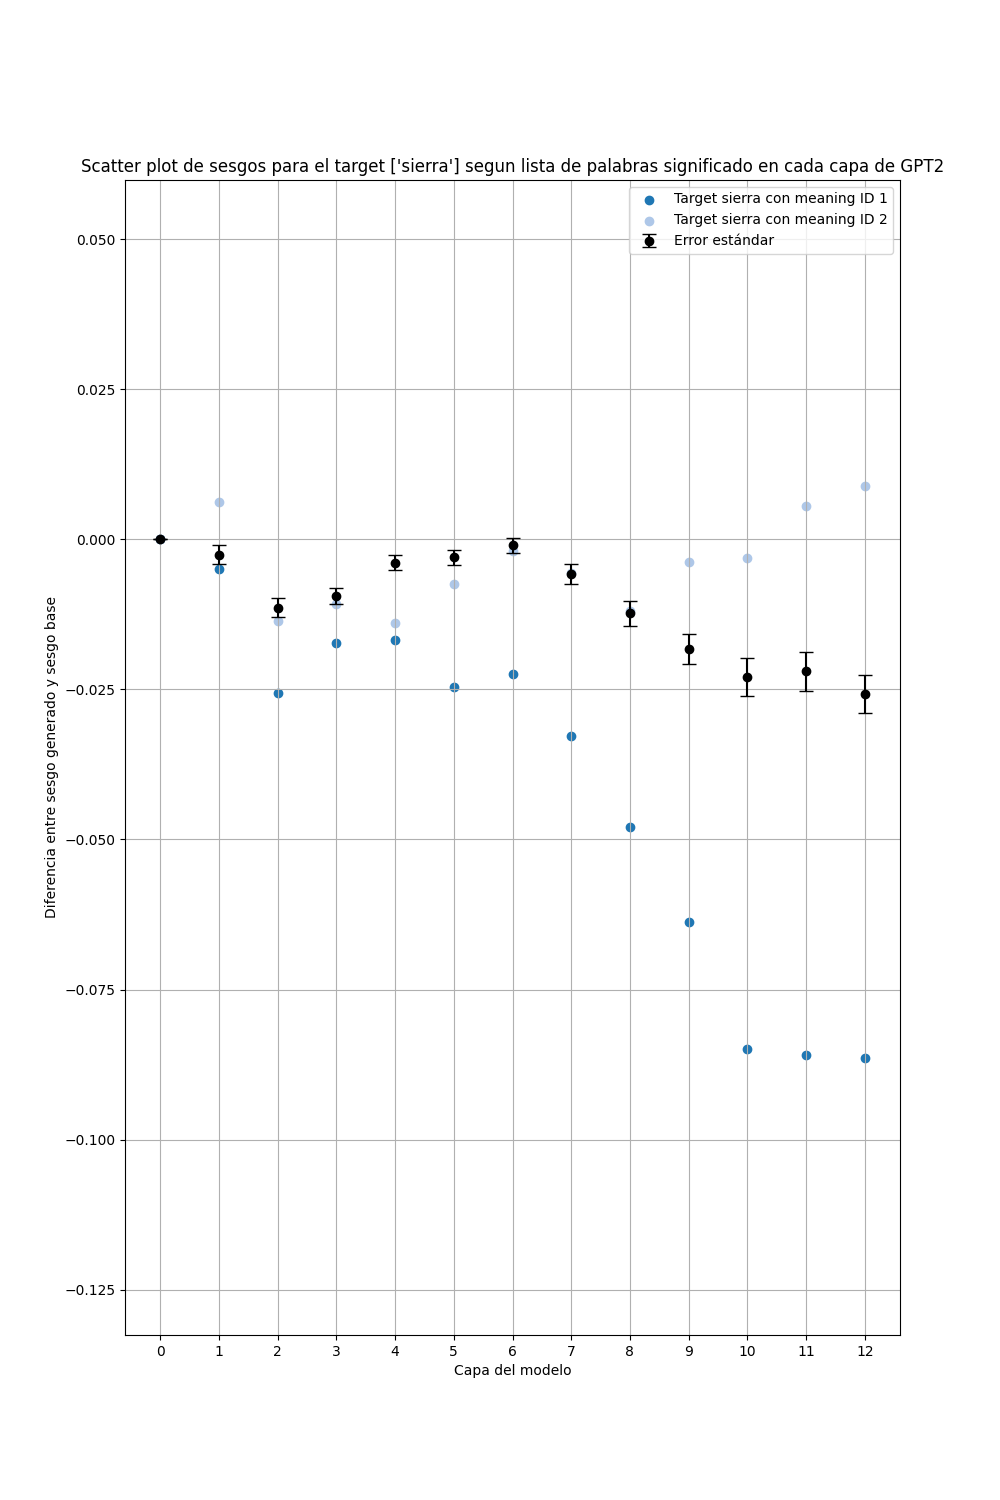 Scatter plot de sesgos para el target ['sierra'] segun lista de palabras significado en cada capa de GPT2
Target sierra con meaning ID 1
Target sierra con meaning ID 2
Error estándar
Diferencia entre sesgo generado y sesgo base
0.050
0.025
0.000
−0.025
−0.050
−0.075
−0.100
−0.125
0 1 2 3 4 5 6 7 8 9 10 11 12
Capa del modelo